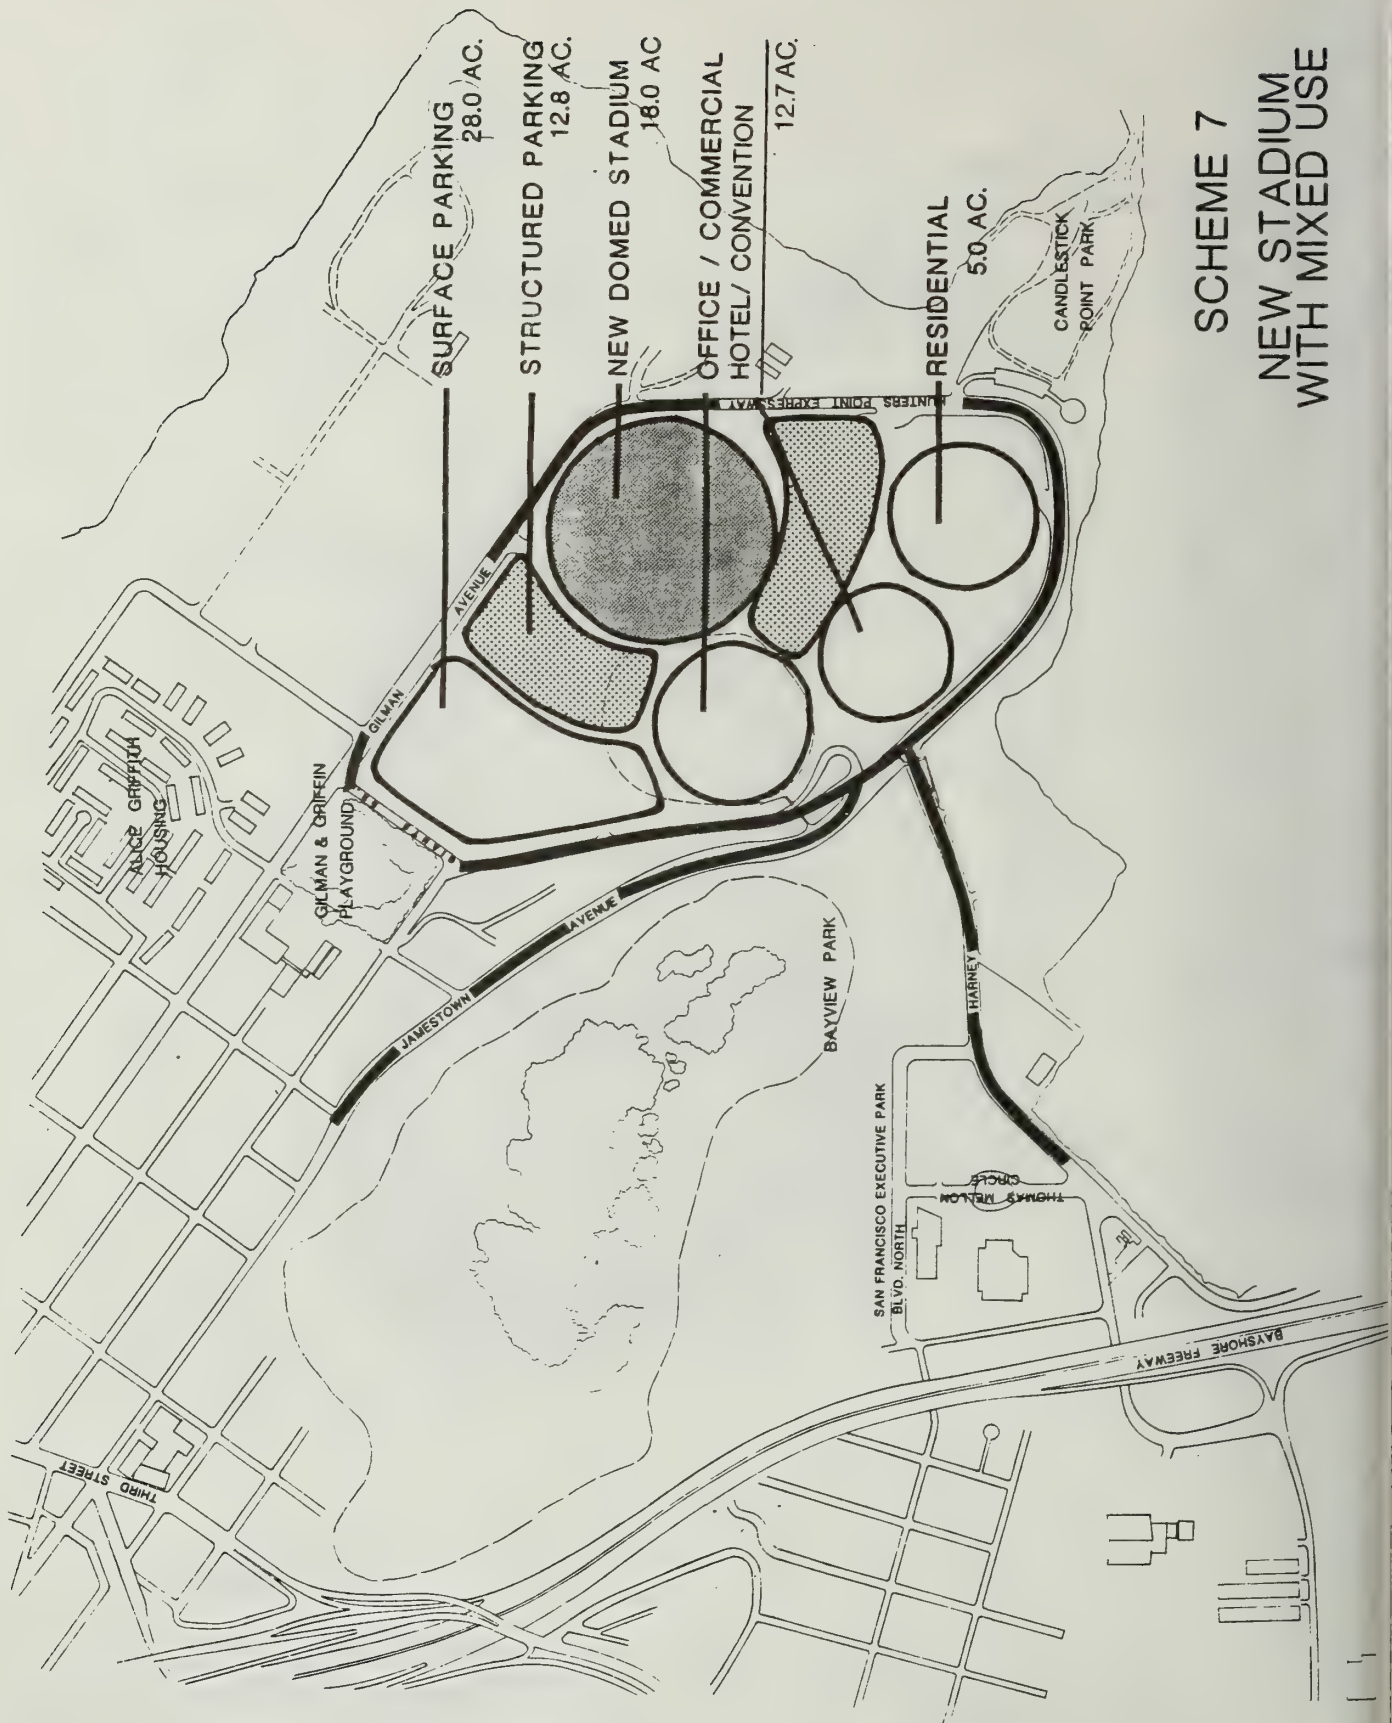 SURFACE PARKING
28.0 AC.
STRUCTURED PARKING
12.8 AC.
NEW DOMED STADIUM
18.0 AC
OFFICE / COMMERCIAL
HOTEL/ CONVENTION
12.7 AC.
RESIDENTIAL
5.0 AC.
CANDLESTICK
POINT PARK
SCHEME 7
NEW STADIUM
WITH MIXED USE
HUNTERS POINT EXPRESSWAY
GILMAN AVENUE
ALICE GRIFFITH
HOUSING
GILMAN & GRIFFIN
PLAYGROUND
JAMESTOWN AVENUE
BAYVIEW PARK
HARNEY
SAN FRANCISCO EXECUTIVE PARK
BLVD. NORTH
THOMAS MELLON
CIRCLE
BAYSHORE FREEWAY
THIRD STREET